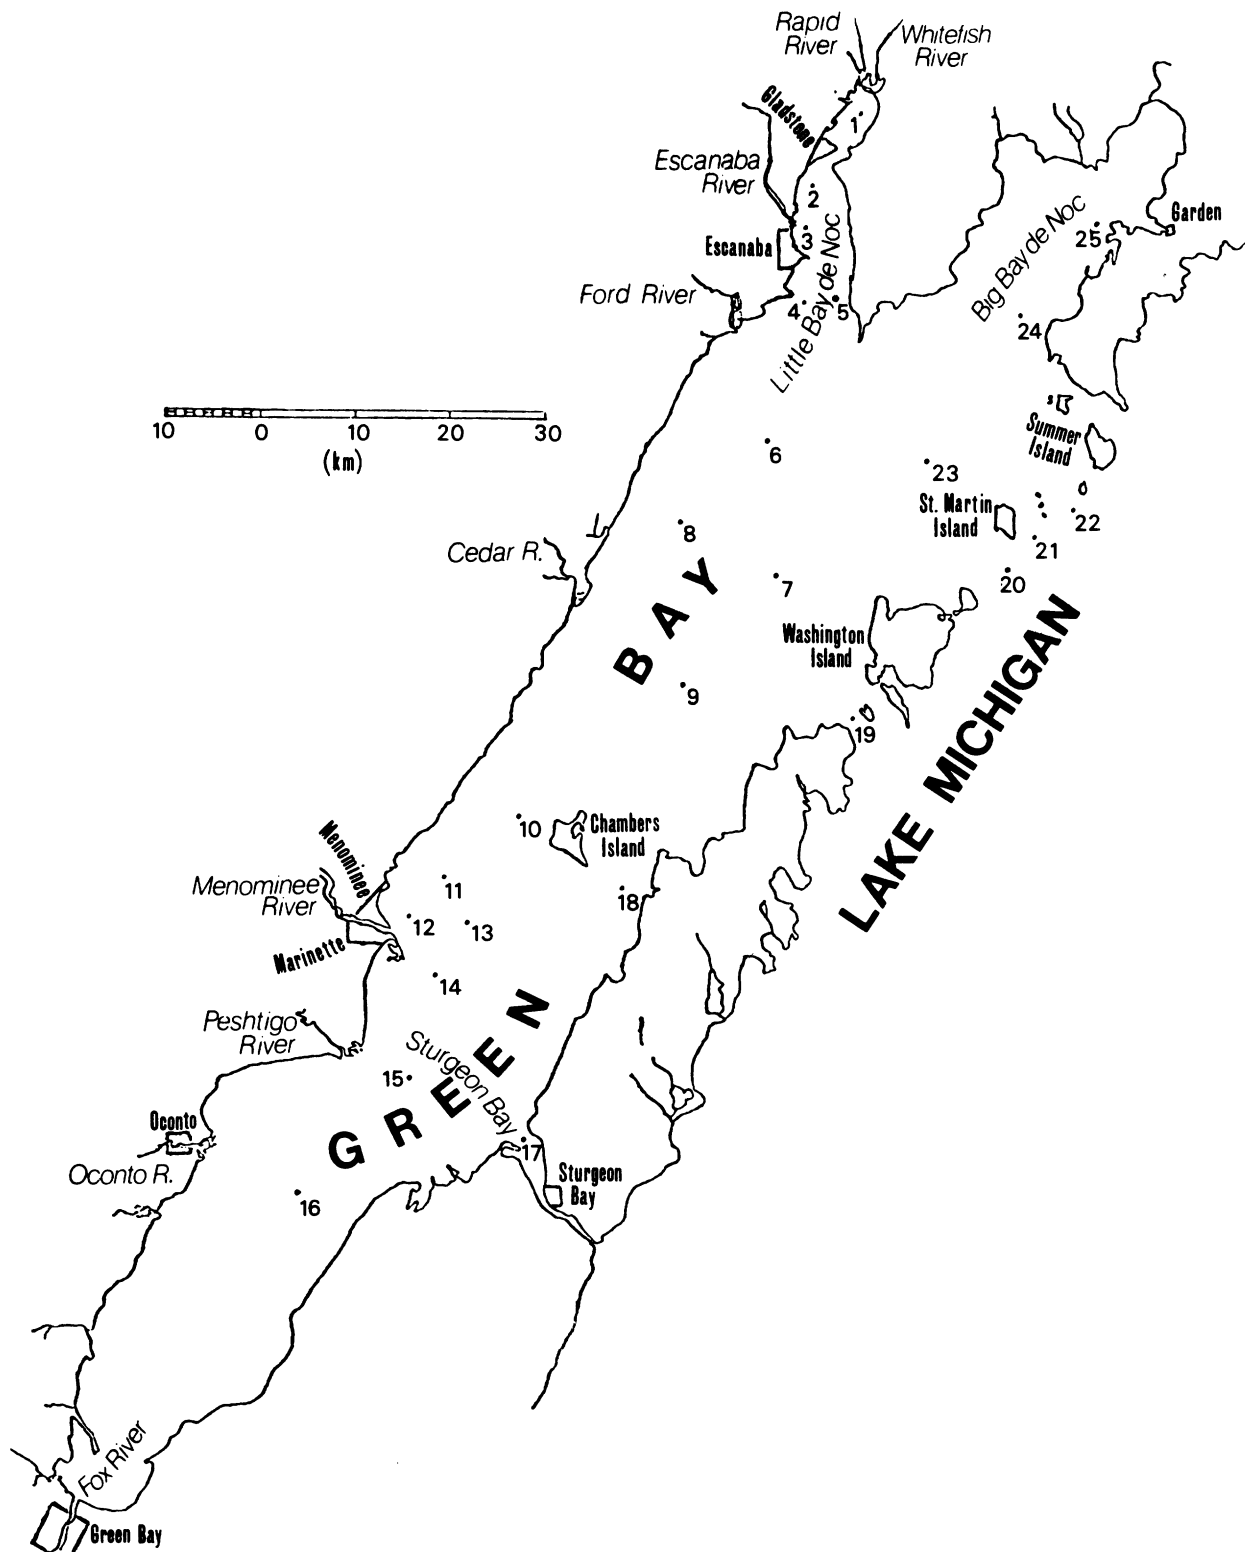 Rapid
River
Whitefish
River
Gladstone
1
Escanaba
River
2
3
Escanaba
Little Bay de Noc
Ford River
4
5
Big Bay de Noc
25
Garden
24
10 0 10 20 30
(km)
6
23
s
Summer
Island
St. Martin
Island
22
21
20
8
Cedar R.
7
Washington
Island
9
19
BAY
LAKE MICHIGAN
10
Chambers
Island
Menominee
Menominee
River
11
12
13
18
Marinette
14
Peshtigo
River
Sturgeon Bay
15
GREEN
Oconto
Oconto R.
17
Sturgeon
Bay
16
Fox River
Green Bay